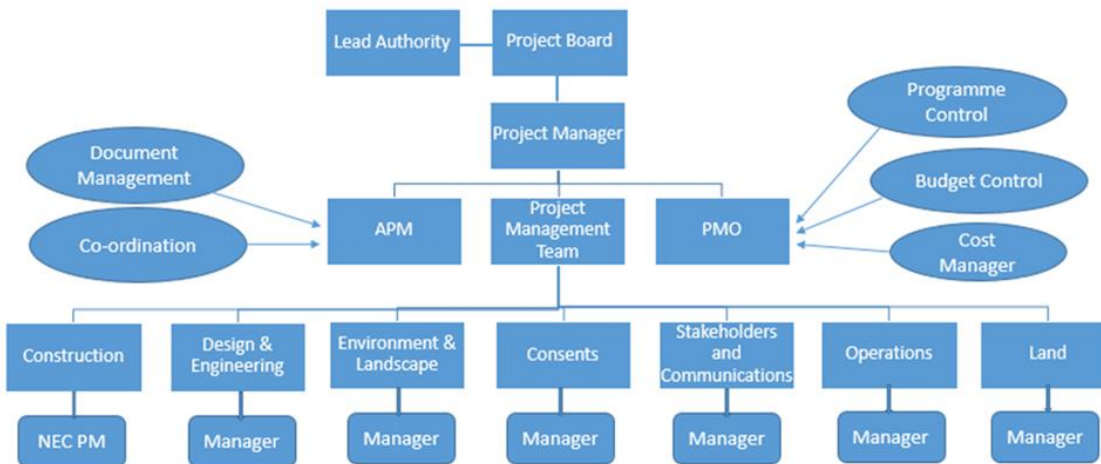 Lead Authority
Project Board
Programme
Control
Project Manager
Document
Management
Budget Control
APM
Project
Management
Team
PMO
Co-ordination
Cost
Manager
Construction
Design &
Engineering
Environment &
Landscape
Consents
Stakeholders
and
Communications
Operations
Land
NEC PM
Manager
Manager
Manager
Manager
Manager
Manager